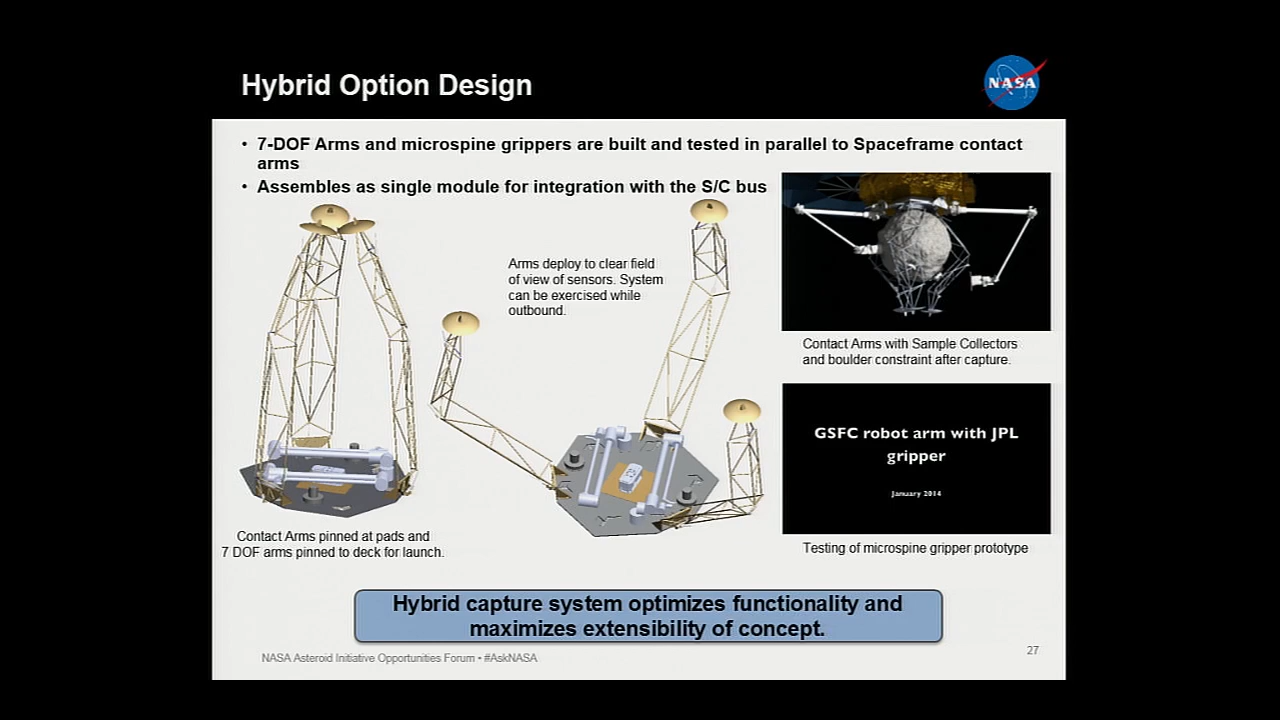 Hybrid Option Design
NASA
• 7-DOF Arms and microspine grippers are built and tested in parallel to Spaceframe contact
arms
• Assembles as single module for integration with the S/C bus
Arms deploy to clear field
of view of sensors. System
can be exercised while
outbound.
Contact Arms with Sample Collectors
and boulder constraint after capture.
GSFC robot arm with JPL
gripper
January 2014
Testing of microspine gripper prototype
Contact Arms pinned at pads and
7 DOF arms pinned to deck for launch.
Hybrid capture system optimizes functionality and
maximizes extensibility of concept.
NASA Asteroid Initiative Opportunities Forum • #AskNASA
27